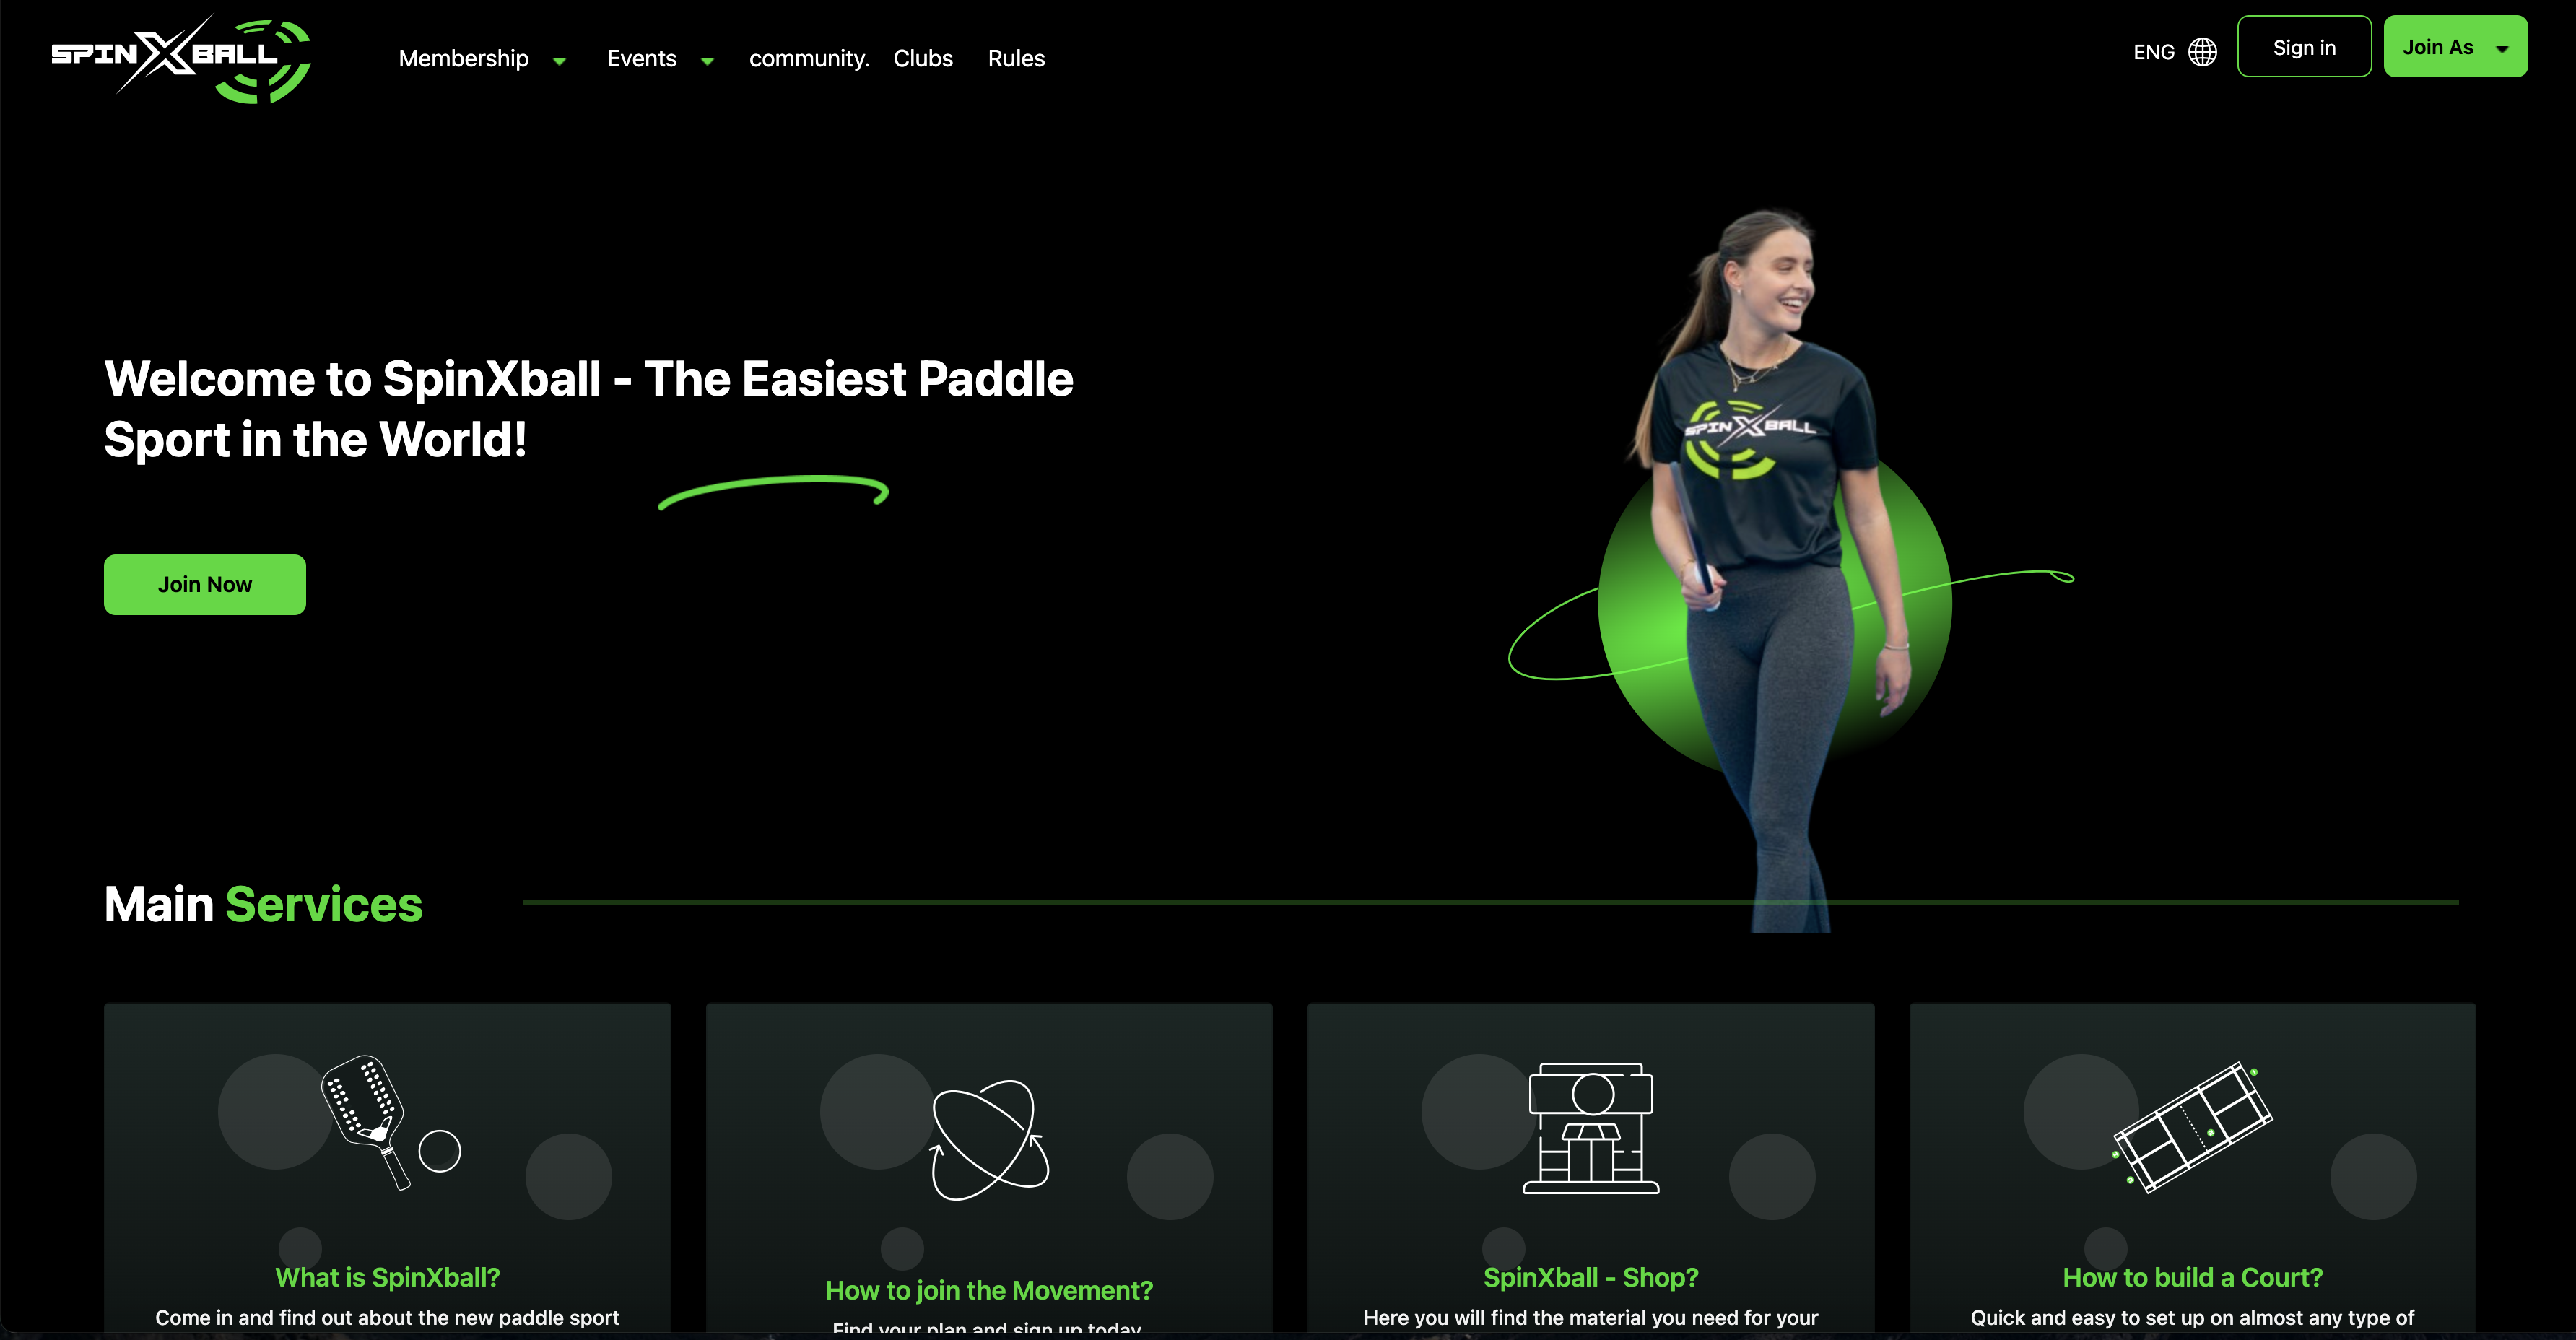 SPINXBALL
Membership
Events
community.
Clubs
Rules
ENG
Sign in
Join As
Welcome to SpinXball - The Easiest Paddle
Sport in the World!
SPINXBALL
Join Now
Main Services
What is SpinXball?
Come in and find out about the new paddle sport
How to join the Movement?
Find your plan and sign up today
SpinXball - Shop?
Here you will find the material you need for your
How to build a Court?
Quick and easy to set up on almost any type of